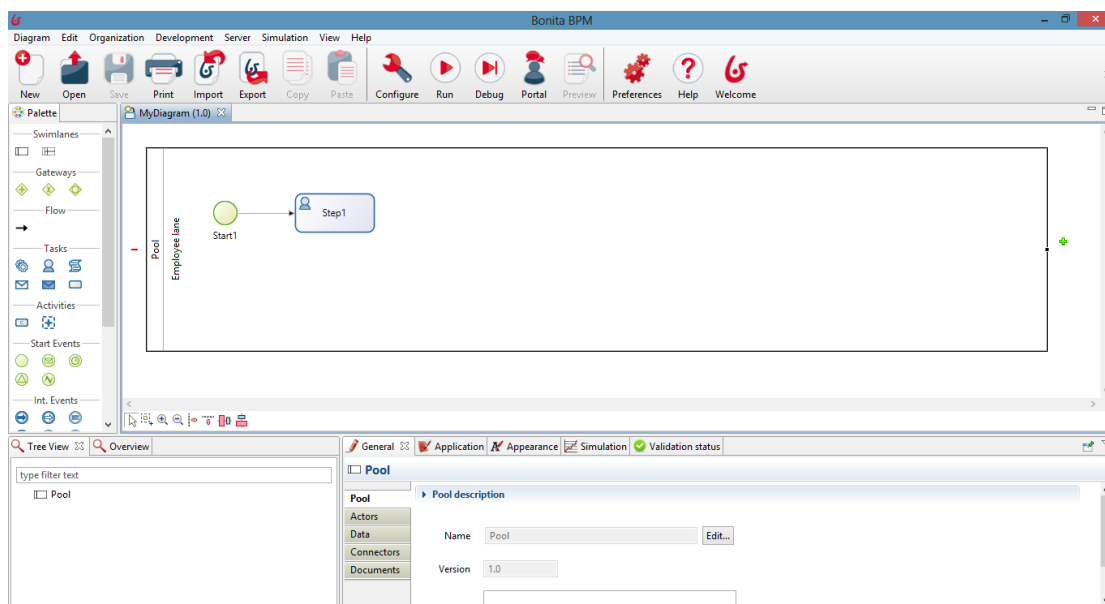 Bonita BPM
Diagram Edit Organization Development Server Simulation View Help
New Open Save Print Import Export Copy Paste Configure Run Debug Portal Preview Preferences Help Welcome
Palette
MyDiagram (1.0)
Swimlanes
Gateways
Flow
Tasks
Activities
Start Events
Int. Events
Pool
Employee lane
Start1
Step1
Tree View Overview
type filter text
Pool
General Application Appearance Simulation Validation status
Pool
Pool
Actors
Data
Connectors
Documents
Pool description
Name Pool Edit...
Version 1.0